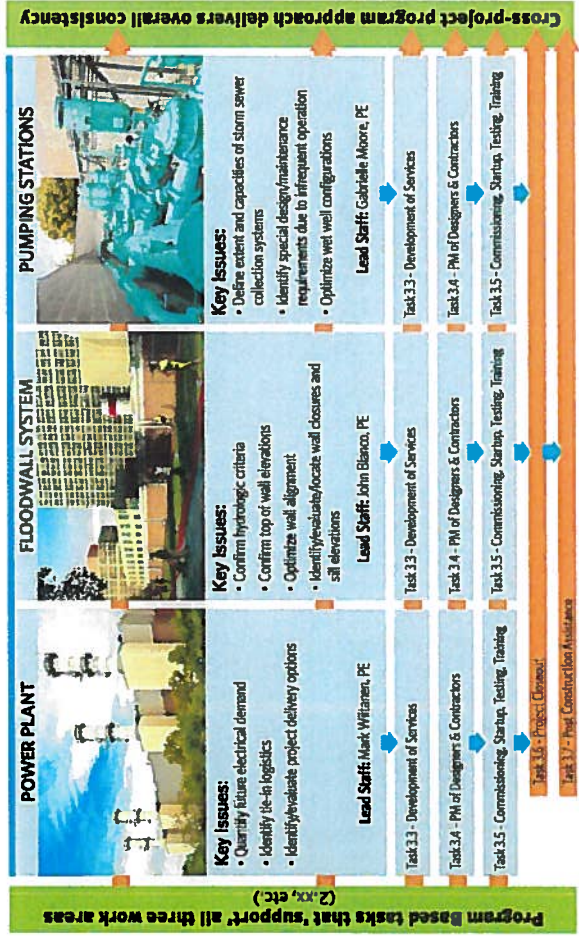 Program Based tasks that "support" all three work areas
(2.xx, etc.)
POWER PLANT
Key Issues:
• Quantify future electrical demand
• Identify tie-in logistics
• Identify/evaluate project delivery options
Lead Staff: Mark Wiitanen, PE
Task 3.3 - Development of Services
Task 3.4 - PM of Designers & Contractors
Task 3.5 - Commissioning, Startup, Testing, Training
FLOODWALL SYSTEM
Key Issues:
• Confirm hydrologic criteria
• Confirm top of wall elevations
• Optimize wall alignment
• Identify/evaluate/locate wall closures and
sill elevations
Lead Staff: John Bianco, PE
Task 3.3 - Development of Services
Task 3.4 - PM of Designers & Contractors
Task 3.5 - Commissioning, Startup, Testing, Training
PUMPING STATIONS
Key Issues:
• Define extent and capacities of storm sewer
collection systems
• Identify special design/maintenance
requirements due to infrequent operation
• Optimize wet well configurations
Lead Staff: Gabrielle Moore, PE
Task 3.3 - Development of Services
Task 3.4 - PM of Designers & Contractors
Task 3.5 - Commissioning, Startup, Testing, Training
Task 3.6 - Project Closeout
Task 3.7 - Post Construction Assistance
Cross-project program approach delivers overall consistency